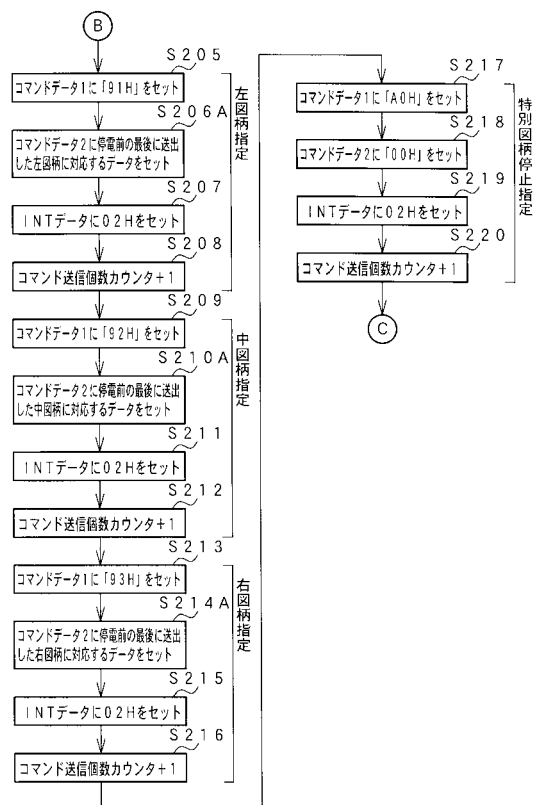 B
S205
コマンドデータ1に「91H」をセット
S206A
コマンドデータ2に停電前の最後に送出
した左図柄に対応するデータをセット
S207
INTデータに02Hをセット
S208
コマンド送信個数カウンタ+1
左図柄指定
S209
コマンドデータ1に「92H」をセット
S210A
コマンドデータ2に停電前の最後に送出
した中図柄に対応するデータをセット
S211
INTデータに02Hをセット
S212
コマンド送信個数カウンタ+1
中図柄指定
S213
コマンドデータ1に「93H」をセット
S214A
コマンドデータ2に停電前の最後に送出
した右図柄に対応するデータをセット
S215
INTデータに02Hをセット
S216
コマンド送信個数カウンタ+1
右図柄指定
S217
コマンドデータ1に「A0H」をセット
S218
コマンドデータ2に「00H」をセット
S219
INTデータに02Hをセット
S220
コマンド送信個数カウンタ+1
特別図柄停止指定
C